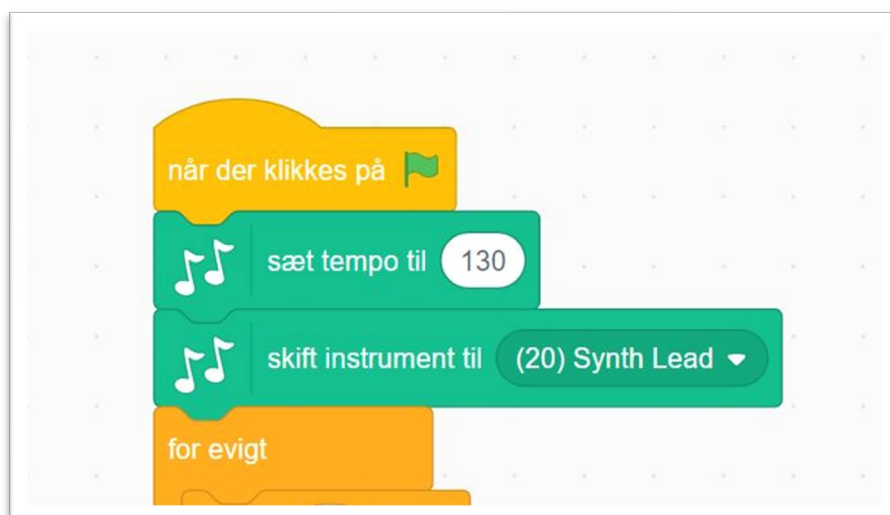 når der klikkes på
sæt tempo til 130
skift instrument til (20) Synth Lead
for evigt